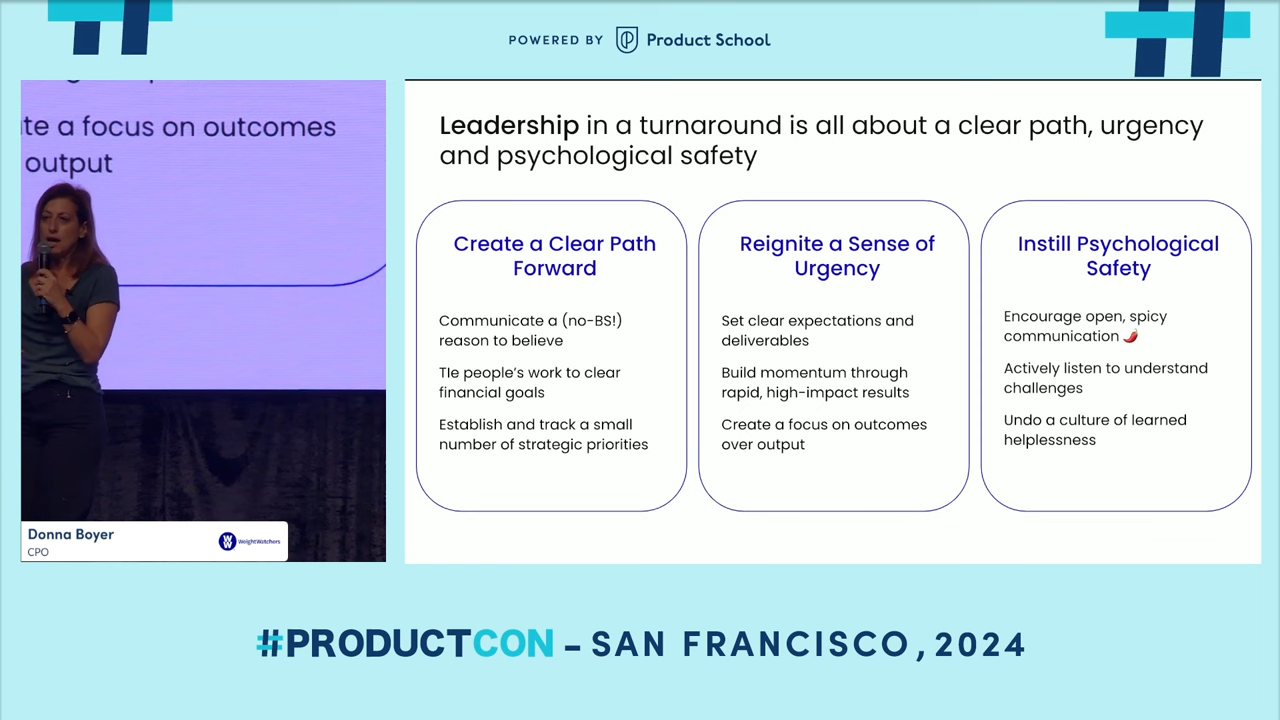 POWERED BY Product School
te a focus on outcomes
output
Donna Boyer
CPO
WeightWatchers
Leadership in a turnaround is all about a clear path, urgency
and psychological safety
Create a Clear Path
Forward
Communicate a (no-BS!)
reason to believe
TIe people's work to clear
financial goals
Establish and track a small
number of strategic priorities
Reignite a Sense of
Urgency
Set clear expectations and
deliverables
Build momentum through
rapid, high-impact results
Create a focus on outcomes
over output
Instill Psychological
Safety
Encourage open, spicy
communication 🌶️
Actively listen to understand
challenges
Undo a culture of learned
helplessness
#PRODUCTCON – SAN FRANCISCO, 2024